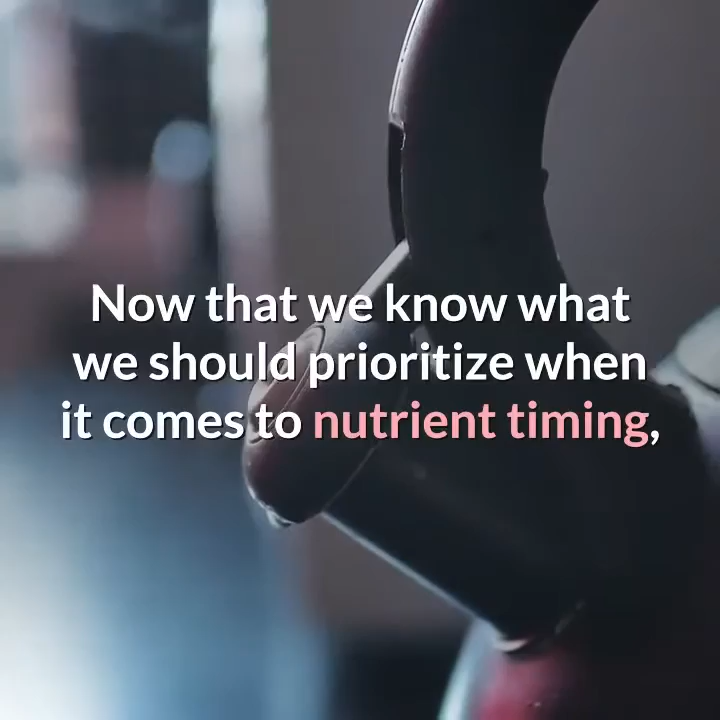 Now that we know what
we should prioritize when
it comes to nutrient timing,